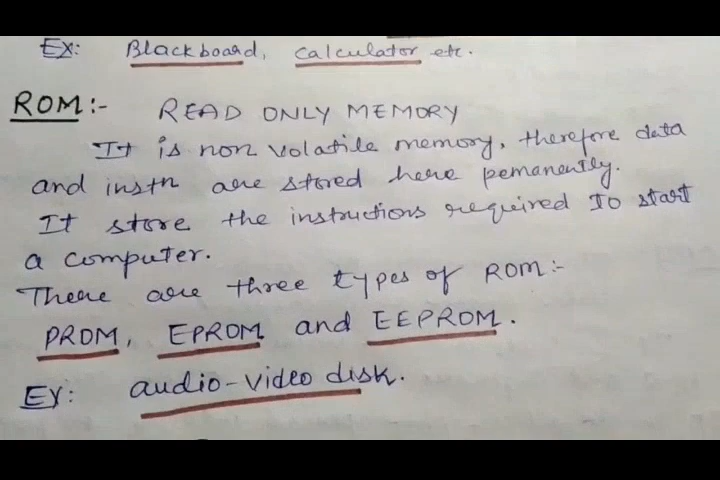 Ex: Blackboard, calculator etc.
ROM:- READ ONLY MEMORY
It is non volatile memory, therefore data
and instn are stored here pemanently.
It store the instructions required to start
a computer.
There are three types of ROM:-
PROM, EPROM and EEPROM.
Ex: audio-video disk.